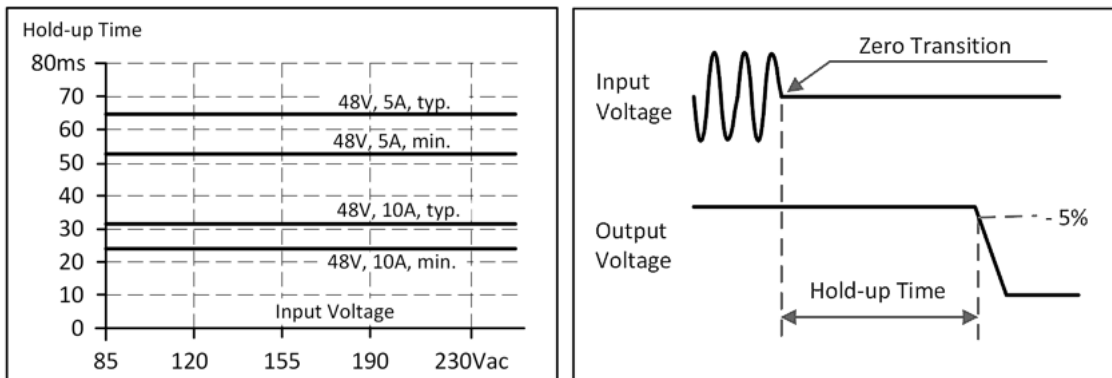 Hold-up Time
80ms
70
60
50
40
30
20
10
0
48V, 5A, typ.
48V, 5A, min.
48V, 10A, typ.
48V, 10A, min.
Input Voltage
85 120 155 190 230Vac
Zero Transition
Input
Voltage
Output
Voltage
- 5%
Hold-up Time